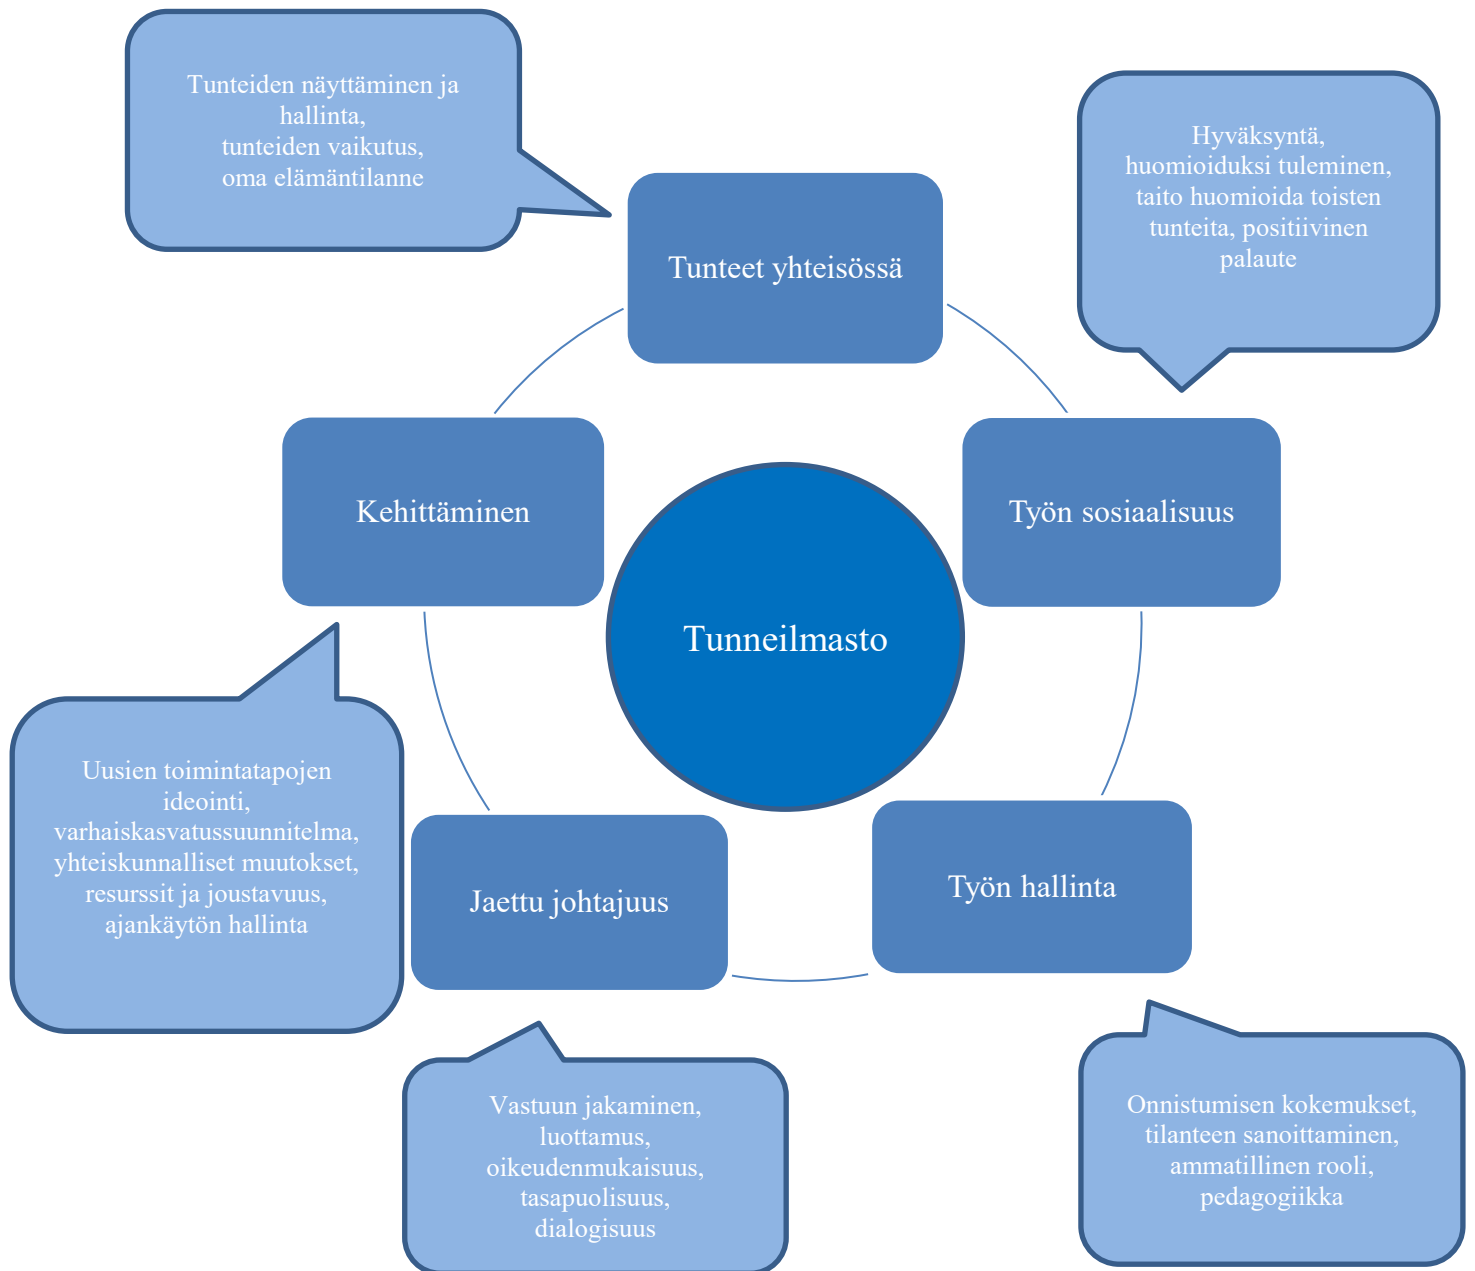 Tunteiden näyttäminen ja
hallinta,
tunteiden vaikutus,
oma elämäntilanne
Hyväksyntä,
huomioiduksi tuleminen,
taito huomioida toisten
tunteita, positiivinen
palaute
Tunteet yhteisössä
Kehittäminen
Työn sosiaalisuus
Tunneilmasto
Uusien toimintatapojen
ideointi,
varhaiskasvatussuunnitelma,
yhteiskunnalliset muutokset,
resurssit ja joustavuus,
ajankäytön hallinta
Jaettu johtajuus
Työn hallinta
Vastuun jakaminen,
luottamus,
oikeudenmukaisuus,
tasapuolisuus,
dialogisuus
Onnistumisen kokemukset,
tilanteen sanoittaminen,
ammatillinen rooli,
pedagogiikka